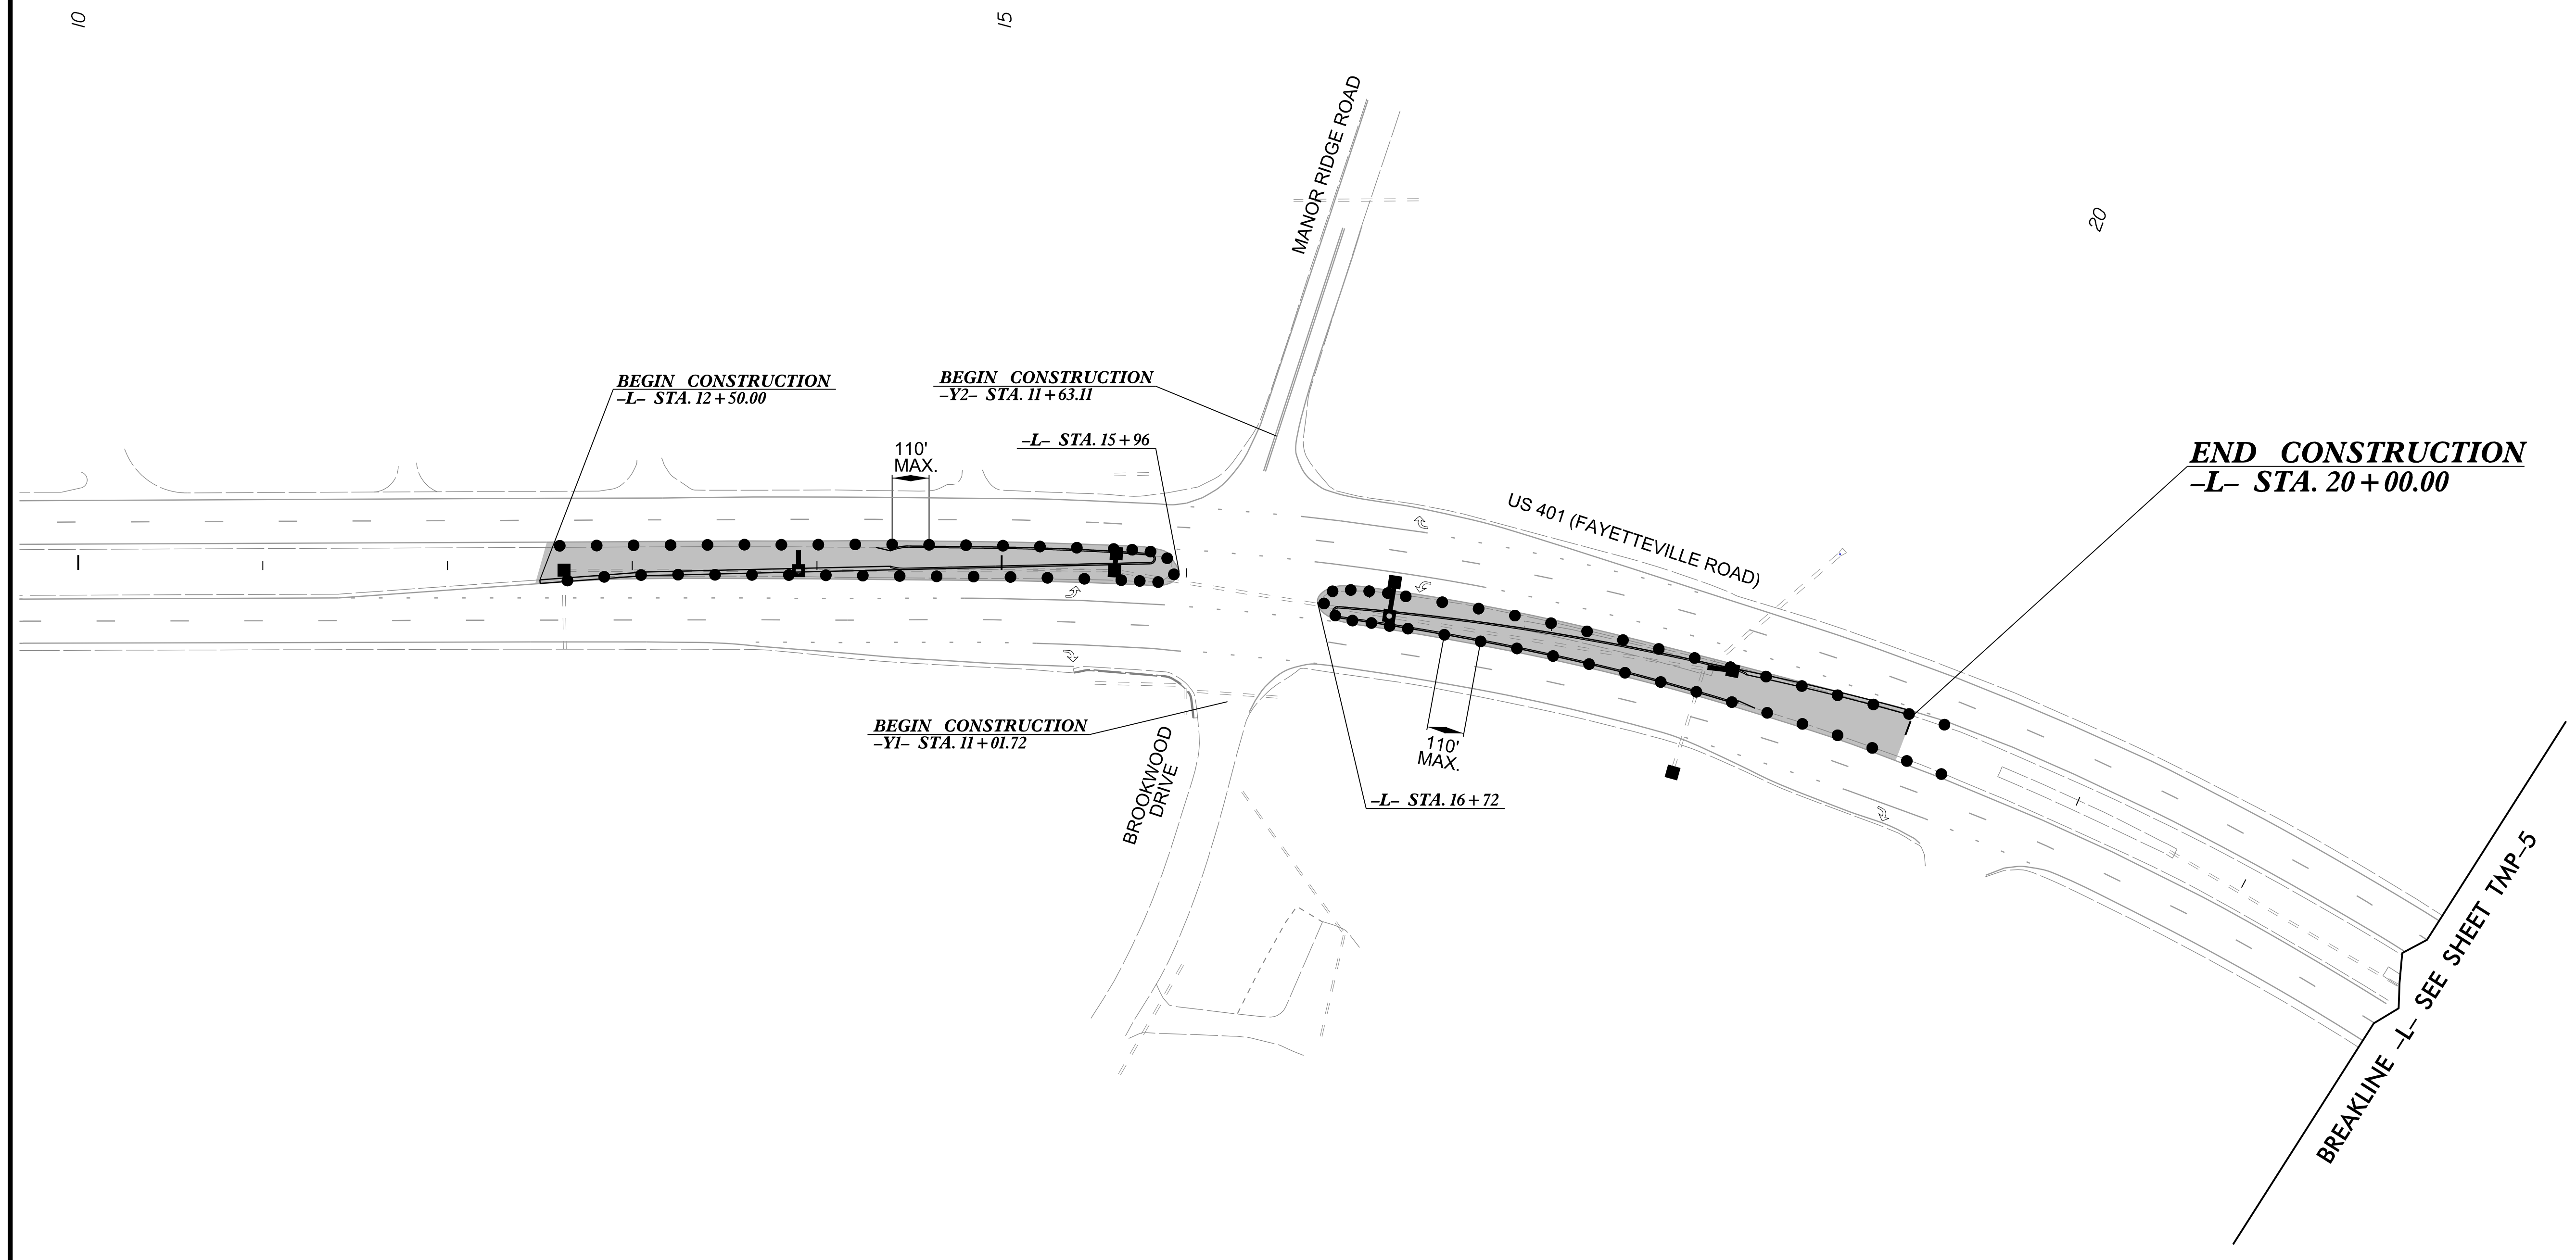 10
15
20
MANOR RIDGE ROAD
BEGIN CONSTRUCTION
-L- STA. 12+50.00
BEGIN CONSTRUCTION
-Y2- STA. 11+63.11
-L- STA. 15+96
110'
MAX.
END CONSTRUCTION
-L- STA. 20+00.00
US 401 (FAYETTEVILLE ROAD)
BEGIN CONSTRUCTION
-Y1- STA. 11+01.72
BROOKWOOD
DRIVE
110'
MAX.
-L- STA. 16+72
BREAKLINE -L- SEE SHEET TMP-5